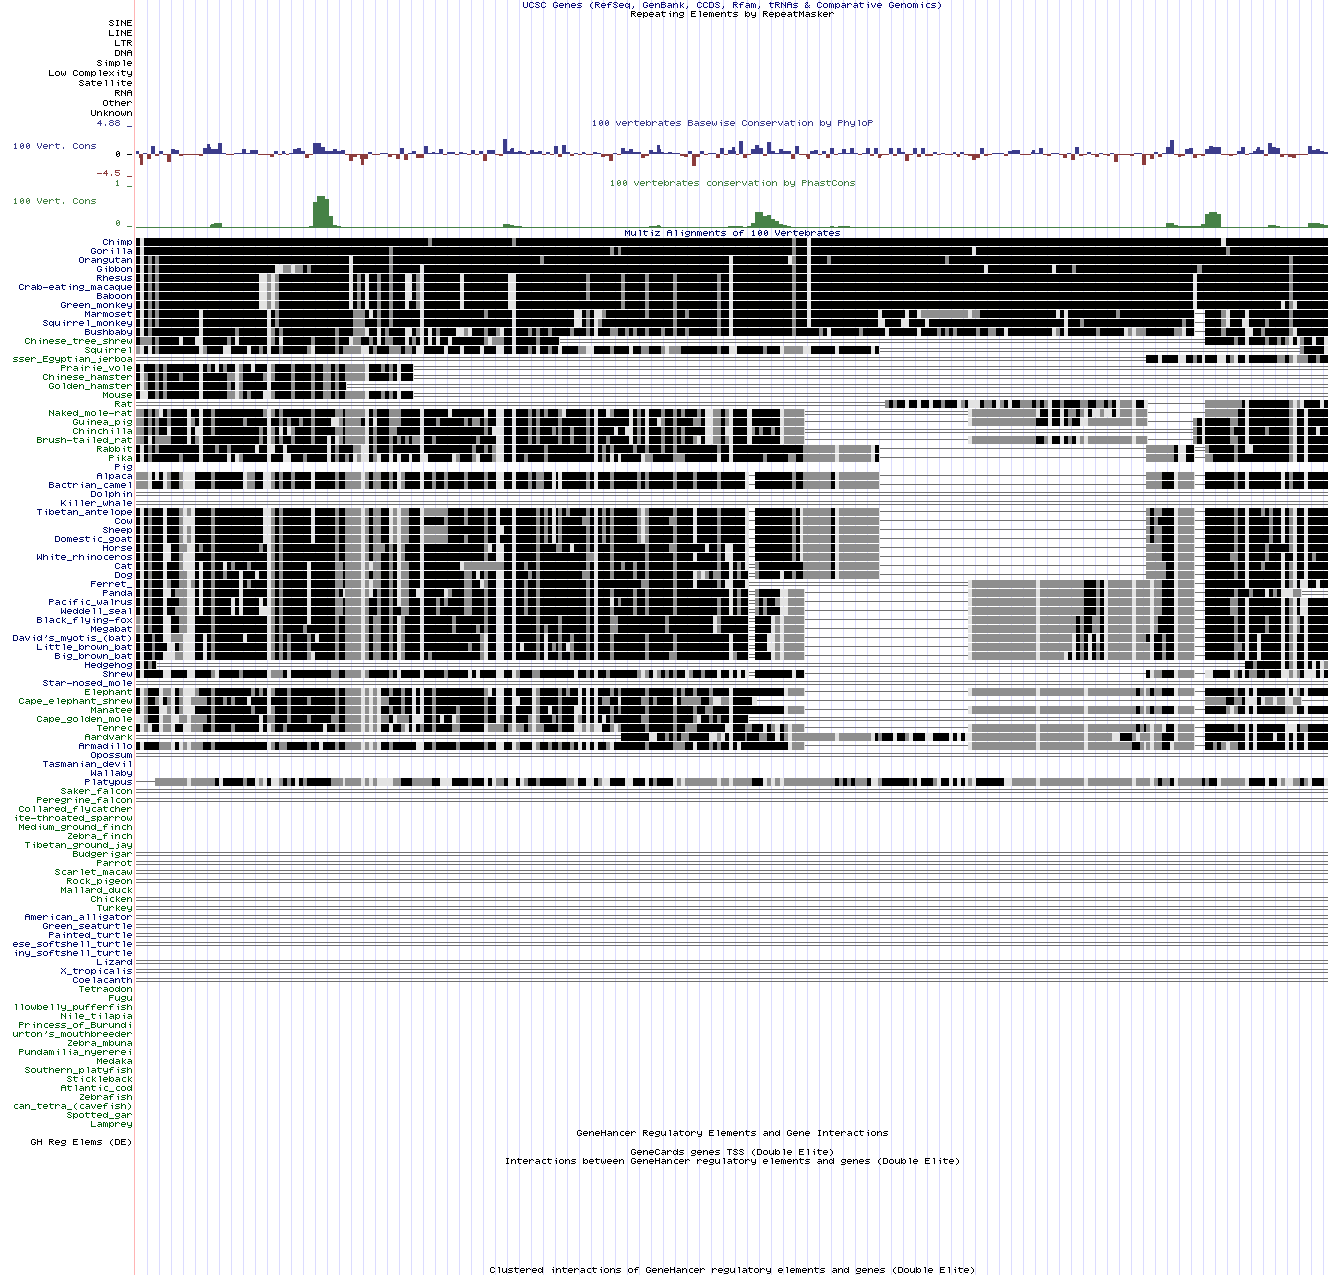 UCSC Genes (RefSeq, GenBank, CCDS, Rfam, tRNAs & Comparative Genomics)
Repeating Elements by RepeatMasker
SINE
LINE
LTR
DNA
Simple
Low Complexity
Satellite
RNA
Other
Unknown
4.88 _
100 vertebrates Basewise Conservation by PhyloP
100 Vert. Cons
0 -
-4.5 _
100 vertebrates conservation by PhastCons
1 _
100 Vert. Cons
0 _
Multiz Alignments of 100 Vertebrates
Chimp
Gorilla
Orangutan
Gibbon
Rhesus
Crab-eating_macaque
Baboon
Green_monkey
Marmoset
Squirrel_monkey
Bushbaby
Chinese_tree_shrew
Squirrel
sser_Egyptian_jerboa
Prairie_vole
Chinese_hamster
Golden_hamster
Mouse
Rat
Naked_mole-rat
Guinea_pig
Chinchilla
Brush-tailed_rat
Rabbit
Pika
Pig
Alpaca
Bactrian_camel
Dolphin
Killer_whale
Tibetan_antelope
Cow
Sheep
Domestic_goat
Horse
White_rhinoceros
Cat
Dog
Ferret_
Panda
Pacific_walrus
Weddell_seal
Black_flying-fox
Megabat
David's_myotis_(bat)
Little_brown_bat
Big_brown_bat
Hedgehog
Shrew
Star-nosed_mole
Elephant
Cape_elephant_shrew
Manatee
Cape_golden_mole
Tenrec
Aardvark
Armadillo
Opossum
Tasmanian_devil
Wallaby
Platypus
Saker_falcon
Peregrine_falcon
Collared_flycatcher
ite-throated_sparrow
Medium_ground_finch
Zebra_finch
Tibetan_ground_jay
Budgerigar
Parrot
Scarlet_macaw
Rock_pigeon
Mallard_duck
Chicken
Turkey
American_alligator
Green_seaturtle
Painted_turtle
ese_softshell_turtle
iny_softshell_turtle
Lizard
X_tropicalis
Coelacanth
Tetraodon
Fugu
llowbelly_pufferfish
Nile_tilapia
Princess_of_Burundi
urton's_mouthbreeder
Zebra_mbuna
Pundamilia_nyererei
Medaka
Southern_platyfish
Stickleback
Atlantic_cod
Zebrafish
can_tetra_(cavefish)
Spotted_gar
Lamprey
GeneHancer Regulatory Elements and Gene Interactions
GH Reg Elems (DE)
GeneCards genes TSS (Double Elite)
Interactions between GeneHancer regulatory elements and genes (Double Elite)
Clustered interactions of GeneHancer regulatory elements and genes (Double Elite)